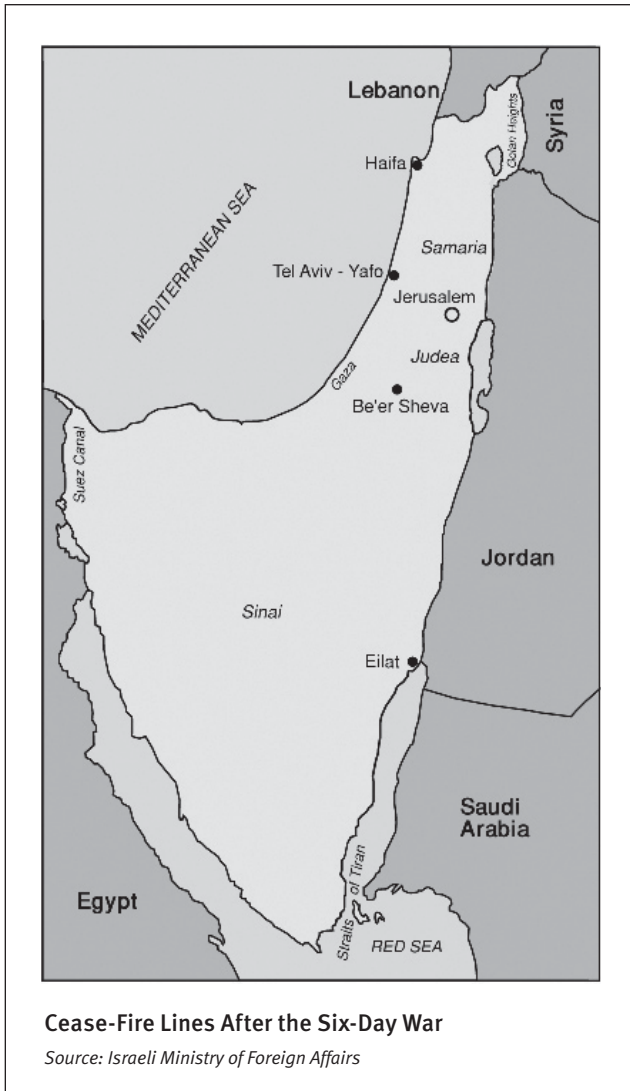 Lebanon
Syria
Golan Heights
Haifa
MEDITERRANEAN SEA
Samaria
Tel Aviv - Yafo
Jerusalem
Gaza
Judea
Be'er Sheva
Suez Canal
Jordan
Sinai
Eilat
Saudi
Arabia
Straits of Tiran
Egypt
RED SEA
Cease-Fire Lines After the Six-Day War
Source: Israeli Ministry of Foreign Affairs